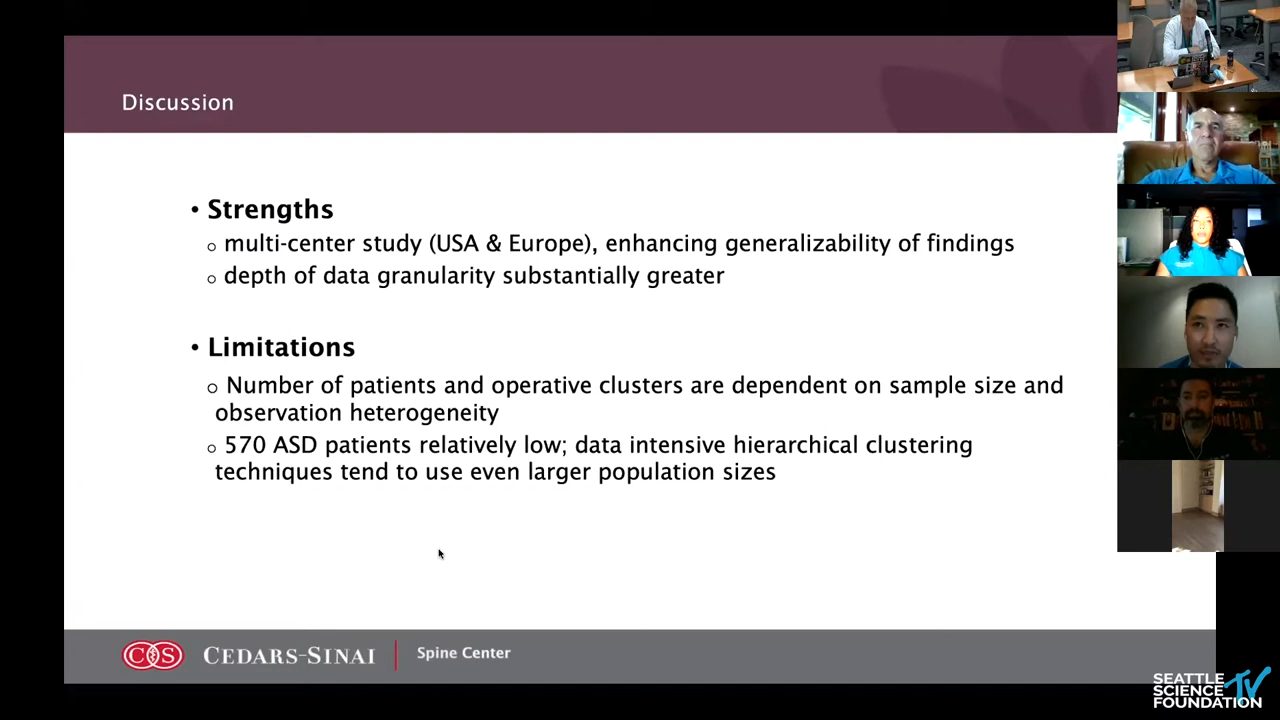 Discussion
• Strengths
o multi-center study (USA & Europe), enhancing generalizability of findings
o depth of data granularity substantially greater
• Limitations
o Number of patients and operative clusters are dependent on sample size and
observation heterogeneity
o 570 ASD patients relatively low; data intensive hierarchical clustering
techniques tend to use even larger population sizes
CS CEDARS-SINAI Spine Center
SEATTLE
SCIENCE
FOUNDATION
TV